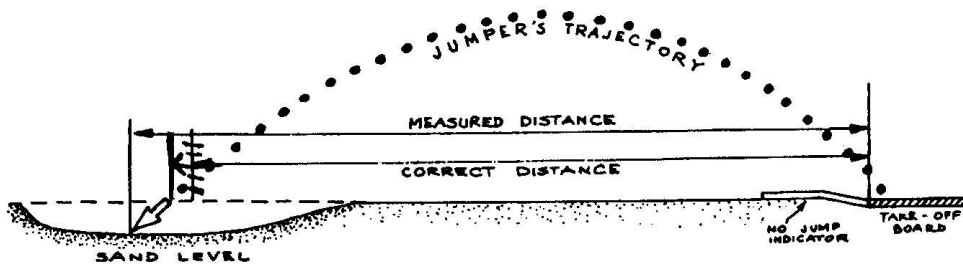 JUMPER'S TRAJECTORY
MEASURED DISTANCE
CORRECT DISTANCE
NO JUMP
INDICATOR
TAKE-OFF
BOARD
SAND LEVEL